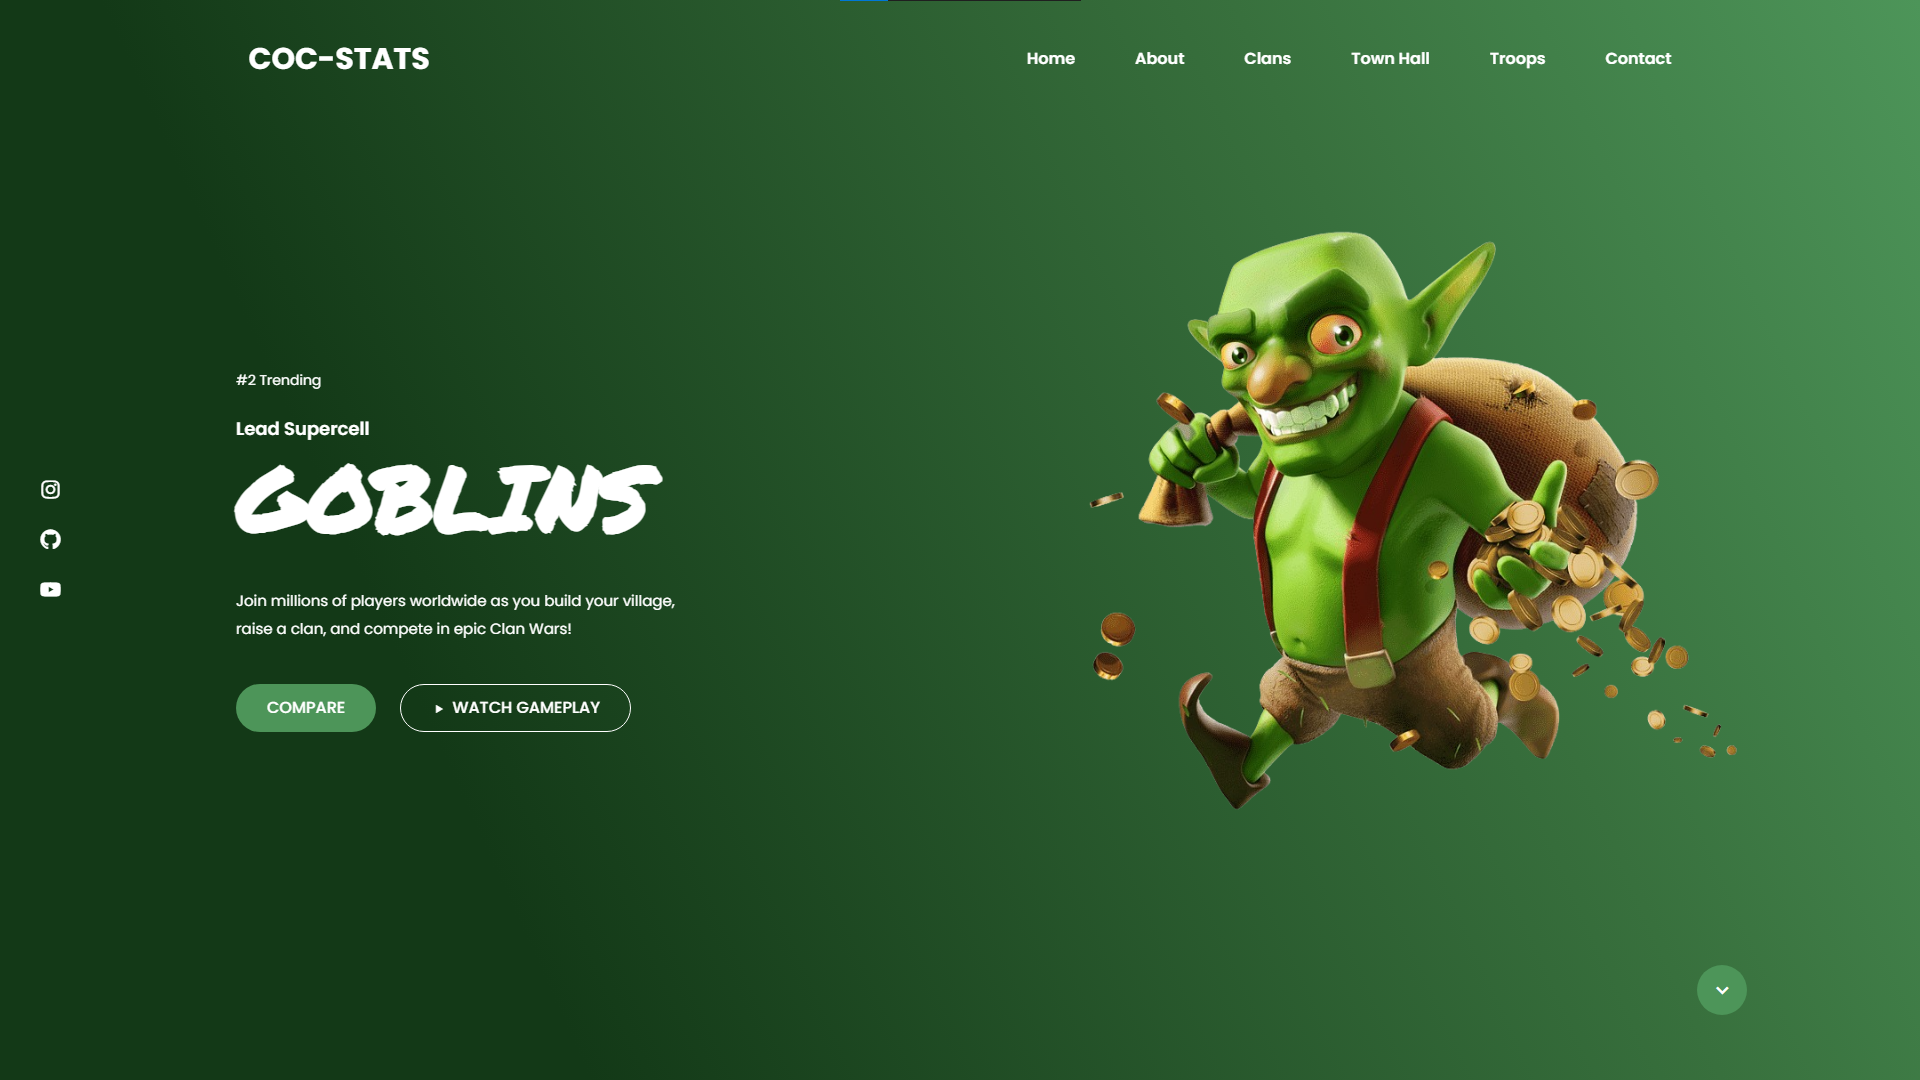 COC-STATS
Home About Clans Town Hall Troops Contact
#2 Trending
Lead Supercell
GOBLINS
Join millions of players worldwide as you build your village,
raise a clan, and compete in epic Clan Wars!
COMPARE
WATCH GAMEPLAY